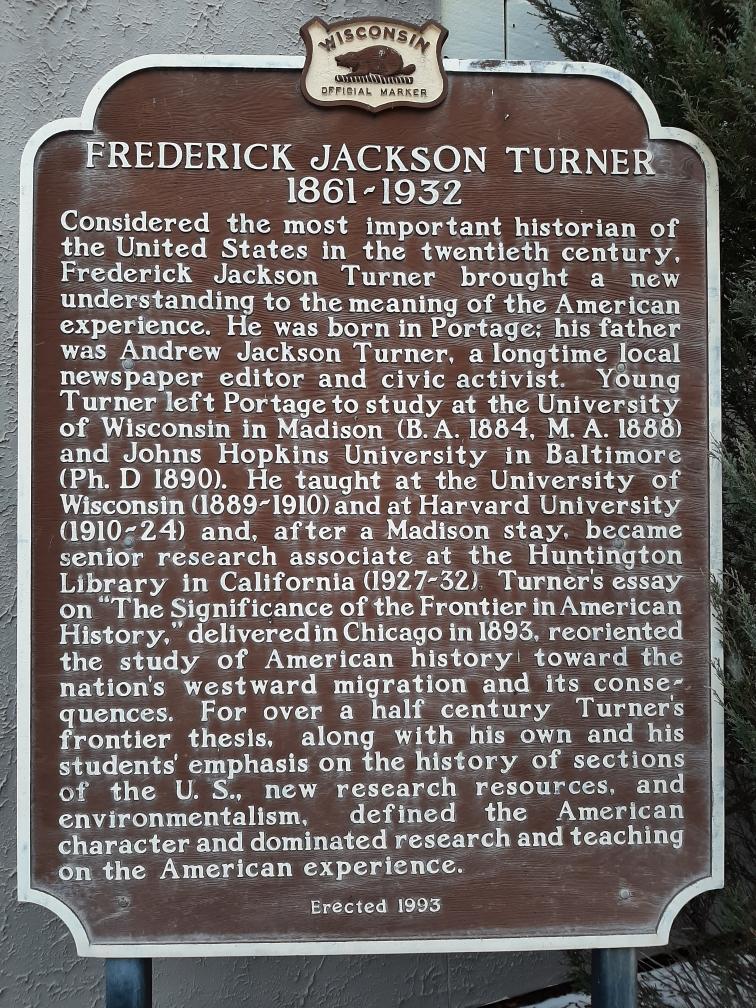 WISCONSIN
OFFICIAL MARKER
FREDERICK JACKSON TURNER
1861-1932
Considered the most important historian of
the United States in the twentieth century,
Frederick Jackson Turner brought a new
understanding to the meaning of the American
experience. He was born in Portage; his father
was Andrew Jackson Turner, a longtime local
newspaper editor and civic activist. Young
Turner left Portage to study at the University
of Wisconsin in Madison (B. A. 1884, M. A. 1888)
and Johns Hopkins University in Baltimore
(Ph. D 1890). He taught at the University of
Wisconsin (1889-1910) and at Harvard University
(1910-24) and, after a Madison stay, became
senior research associate at the Huntington
Library in California (1927-32). Turner's essay
on "The Significance of the Frontier in American
History," delivered in Chicago in 1893, reoriented
the study of American history toward the
nation's westward migration and its conse-
quences. For over a half century Turner's
frontier thesis, along with his own and his
students' emphasis on the history of sections
of the U. S., new research resources, and
environmentalism, defined the American
character and dominated research and teaching
on the American experience.
Erected 1993